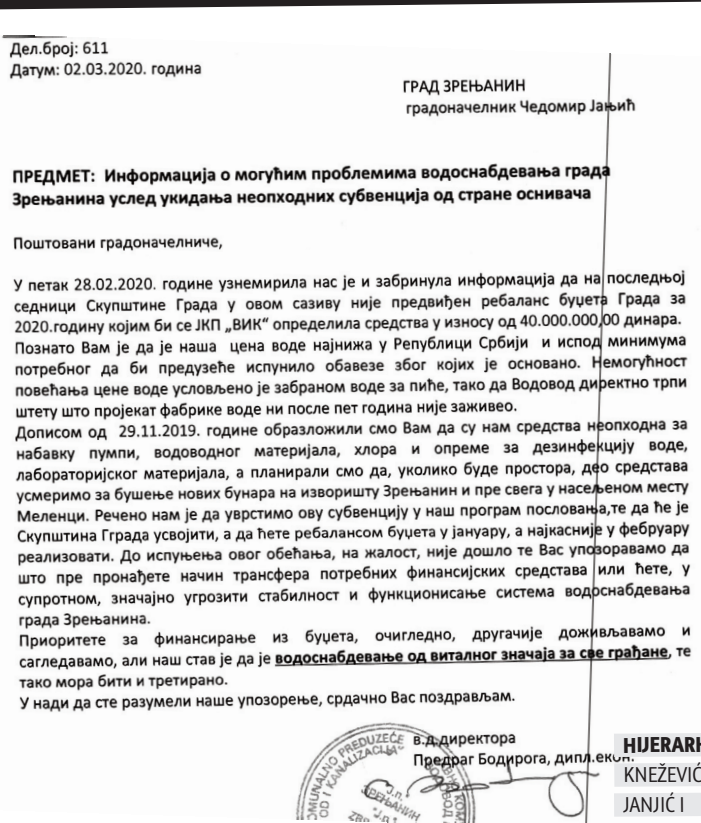 Дел.број: 611
Датум: 02.03.2020. година
ГРАД ЗРЕЊАНИН
градоначелник Чедомир Јањић
ПРЕДМЕТ: Информација о могућим проблемима водоснабдевања града
Зрењанина услед укидања неопходних субвенција од стране оснивача
Поштовани градоначелниче,
У петак 28.02.2020. године узнемирила нас је и забринула информација да на последњој
седници Скупштине Града у овом сазиву није предвиђен ребаланс буџета Града за
2020.годину којим би се ЈКП „ВИК“ определила средства у износу од 40.000.000,00 динара.
Познато Вам је да је наша цена воде најнижа у Републици Србији и испод минимума
потребног да би предузеће испунило обавезе због којих је основано. Немогућност
повећања цене воде условљено је забраном воде за пиће, тако да Водовод директно трпи
штету што пројекат фабрике воде ни после пет година није заживео.
Дописом од 29.11.2019. године образложили смо Вам да су нам средства неопходна за
набавку пумпи, водоводног материјала, хлора и опреме за дезинфекцију воде,
лабораторијског материјала, а планирали смо да, уколико буде простора, део средстава
усмеримо за бушење нових бунара на изворишту Зрењанин и пре свега у насељеном месту
Меленци. Речено нам је да уврстимо ову субвенцију у наш програм пословања,те да ће је
Скупштина Гграда усвојити, а да ћете ребалансом буџета у јануару, а најкасније у фебруару
реализовати. До испуњења овог обећања, на жалост, није дошло те Вас упозоравамо да
што пре пронађете начин трансфера потребних финансијских средстава или ћете, у
супротном, значајно угрозити стабилност и функционисање система водоснабдевања
града Зрењанина.
Приоритете за финансирање из буџета, очигледно, другачије доживљавамо и
сагледавамо, али наш став је да је водоснабдевање од виталног значаја за све грађане, те
тако мора бити и третирано.
У нади да сте разумели наше упозорење, срдачно Вас поздрављам.
в.д.директора
Предраг Бодирога, дипл.екон.
PREDUZEĆE
I KANALIZACIJA
ЗРЕЊАНИН
HIJERARH
KNEŽEVIĆ
JANJIĆ I